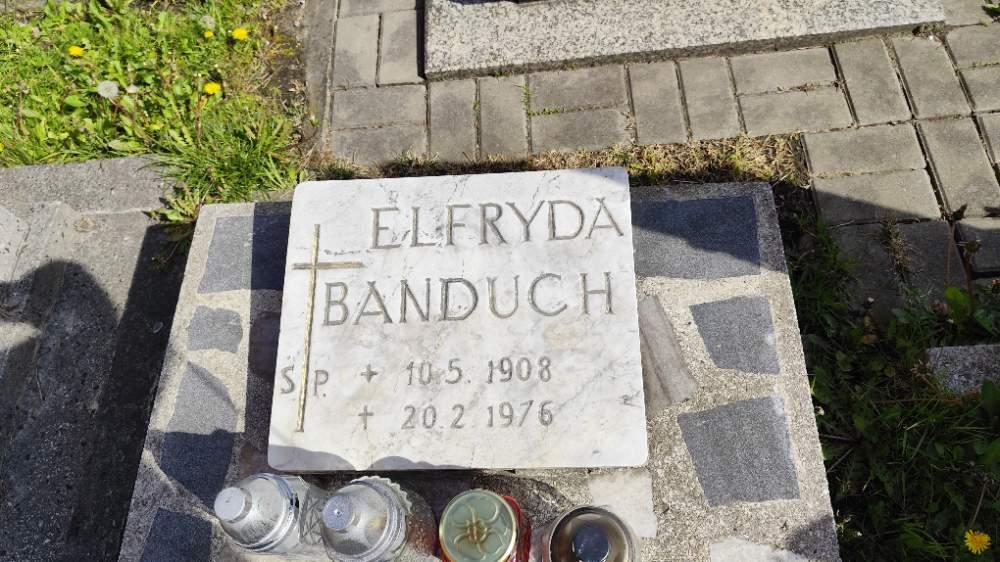 ELFRYDA
BANDUCH
Ś.P. + 10.5. 1908
+ 20.2 1976